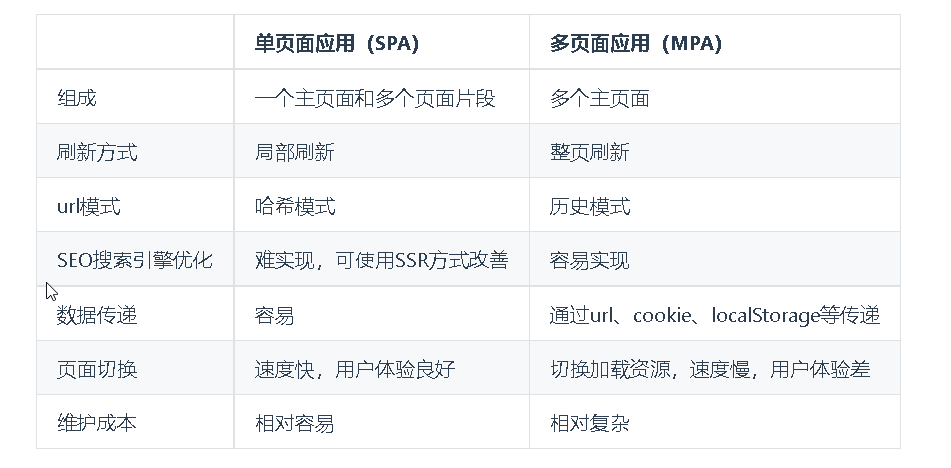 单页面应用（SPA） 多页面应用（MPA）
组成 一个主页面和多个页面片段 多个主页面
刷新方式 局部刷新 整页刷新
url模式 哈希模式 历史模式
SEO搜索引擎优化 难实现，可使用SSR方式改善 容易实现
数据传递 容易 通过url、cookie、localStorage等传递
页面切换 速度快，用户体验良好 切换加载资源，速度慢，用户体验差
维护成本 相对容易 相对复杂